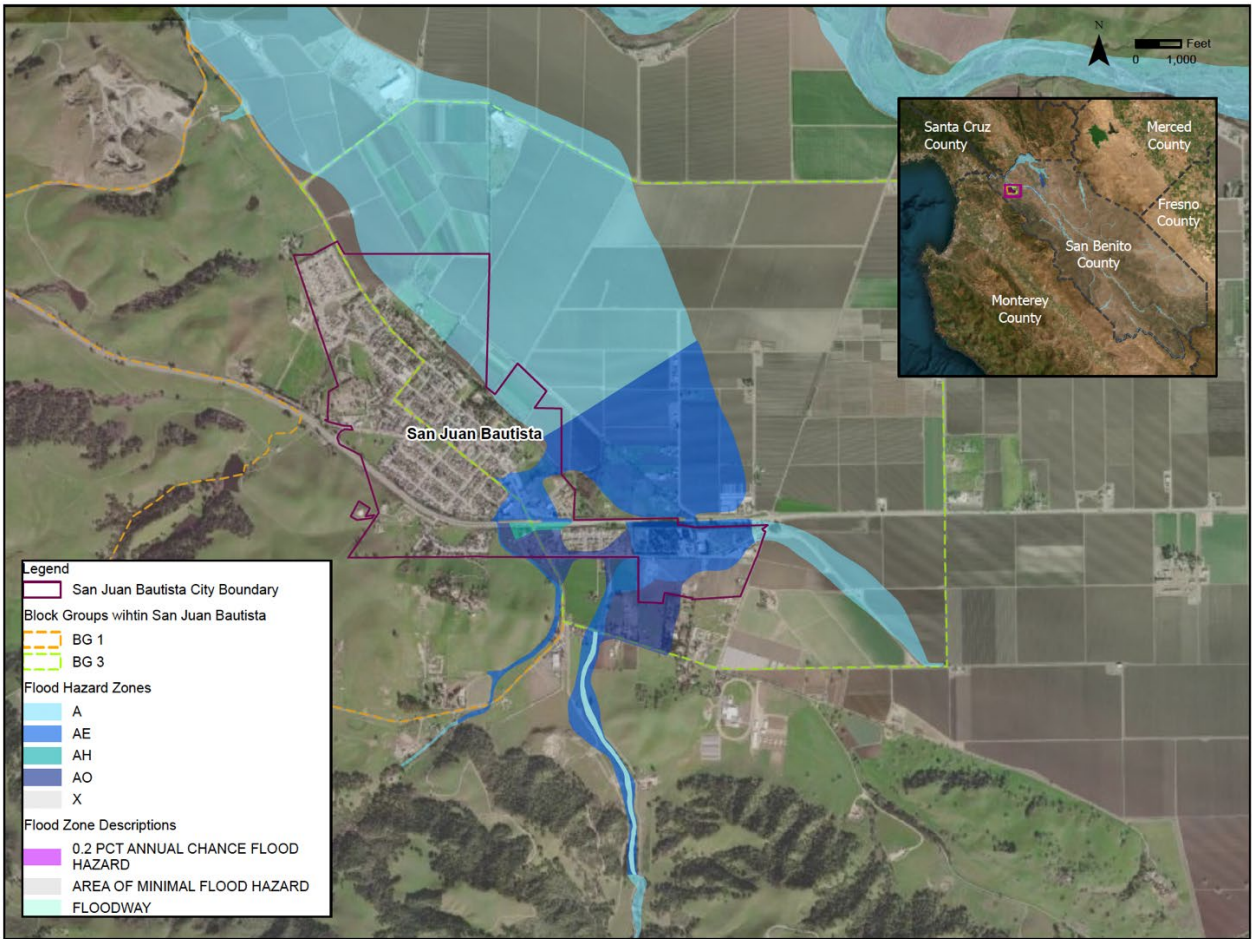 N
Feet
0 1,000
Santa Cruz
County
Merced
County
Fresno
County
San Benito
County
Monterey
County
San Juan Bautista
Legend
San Juan Bautista City Boundary
Block Groups wihtin San Juan Bautista
BG 1
BG 3
Flood Hazard Zones
A
AE
AH
AO
X
Flood Zone Descriptions
0.2 PCT ANNUAL CHANCE FLOOD
HAZARD
AREA OF MINIMAL FLOOD HAZARD
FLOODWAY